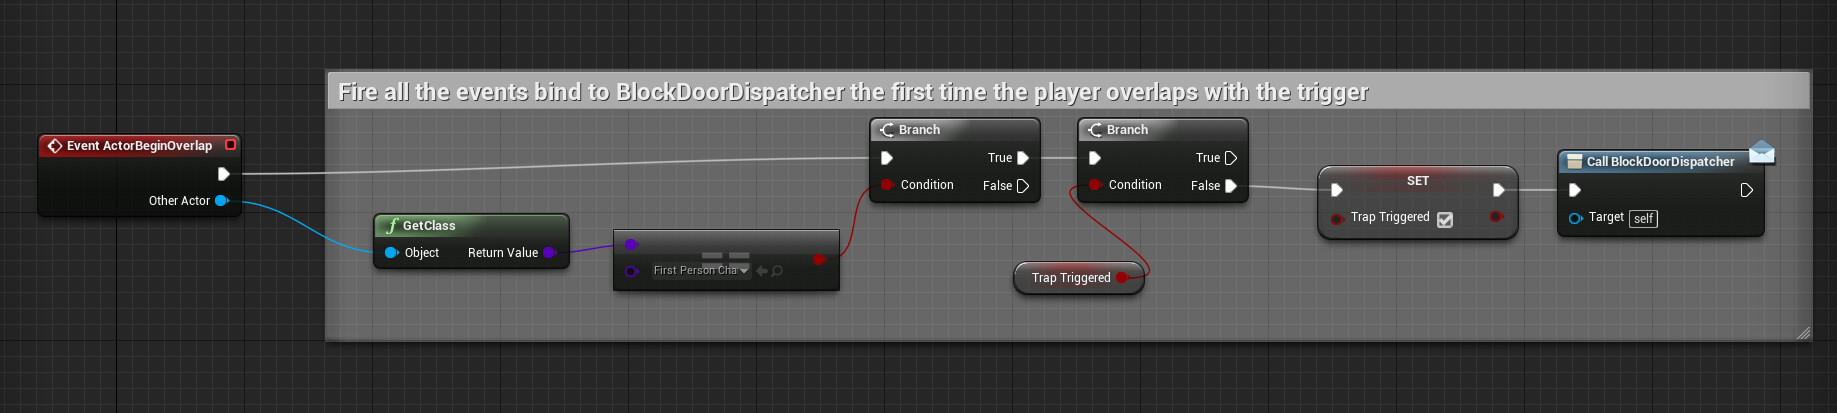 Fire all the events bind to BlockDoorDispatcher the first time the player overlaps with the trigger
Event ActorBeginOverlap
Other Actor
f GetClass
Object Return Value
==
First Person Cha
Branch
True
Condition False
Branch
True
Condition False
Trap Triggered
SET
Trap Triggered
Call BlockDoorDispatcher
Target self